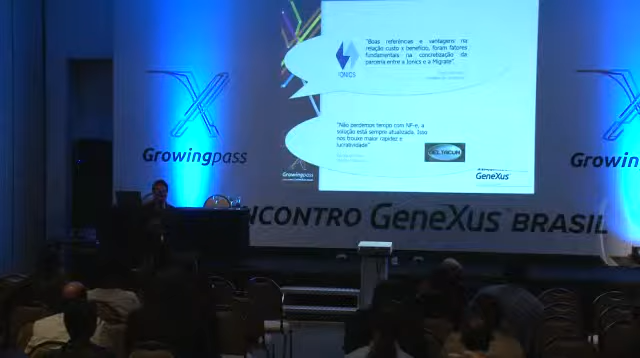 "Boas referências e vantagens na
relação custo x benefício, foram fatores
fundamentais na concretização da
parceria entre a Ionics e a Migrate".
IONICS
"Não perdemos tempo com NF-e, a
solução está sempre atualizada. Isso
nos trouxe maior rapidez e
lucratividade"
GeneXus
Growingpass
Growingpass
Growingpass
ENCONTRO GeneXus BRASIL